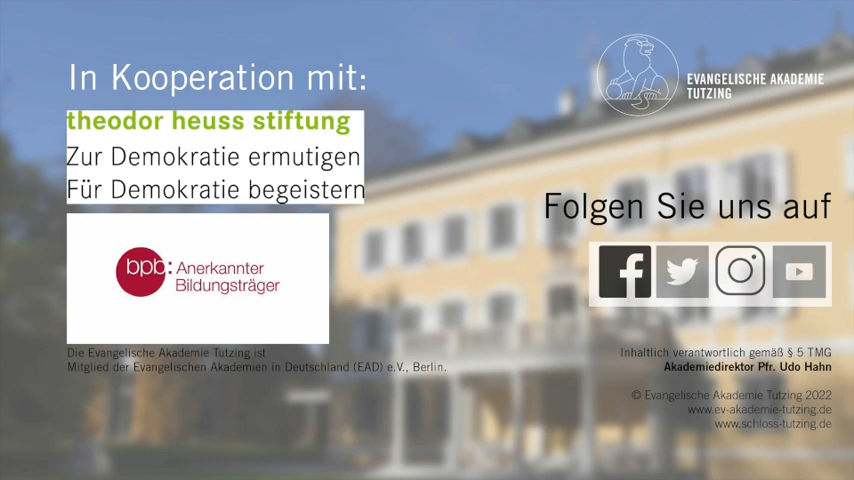 In Kooperation mit:
theodor heuss stiftung
Zur Demokratie ermutigen
Für Demokratie begeistern
bpb: Anerkannter
Bildungsträger
Die Evangelische Akademie Tutzing ist
Mitglied der Evangelischen Akademien in Deutschland (EAD) e.V., Berlin.
EVANGELISCHE AKADEMIE
TUTZING
Folgen Sie uns auf
Inhaltlich verantwortlich gemäß § 5 TMG
Akademiedirektor Pfr. Udo Hahn
© Evangelische Akademie Tutzing 2022
www.ev-akademie-tutzing.de
www.schloss-tutzing.de